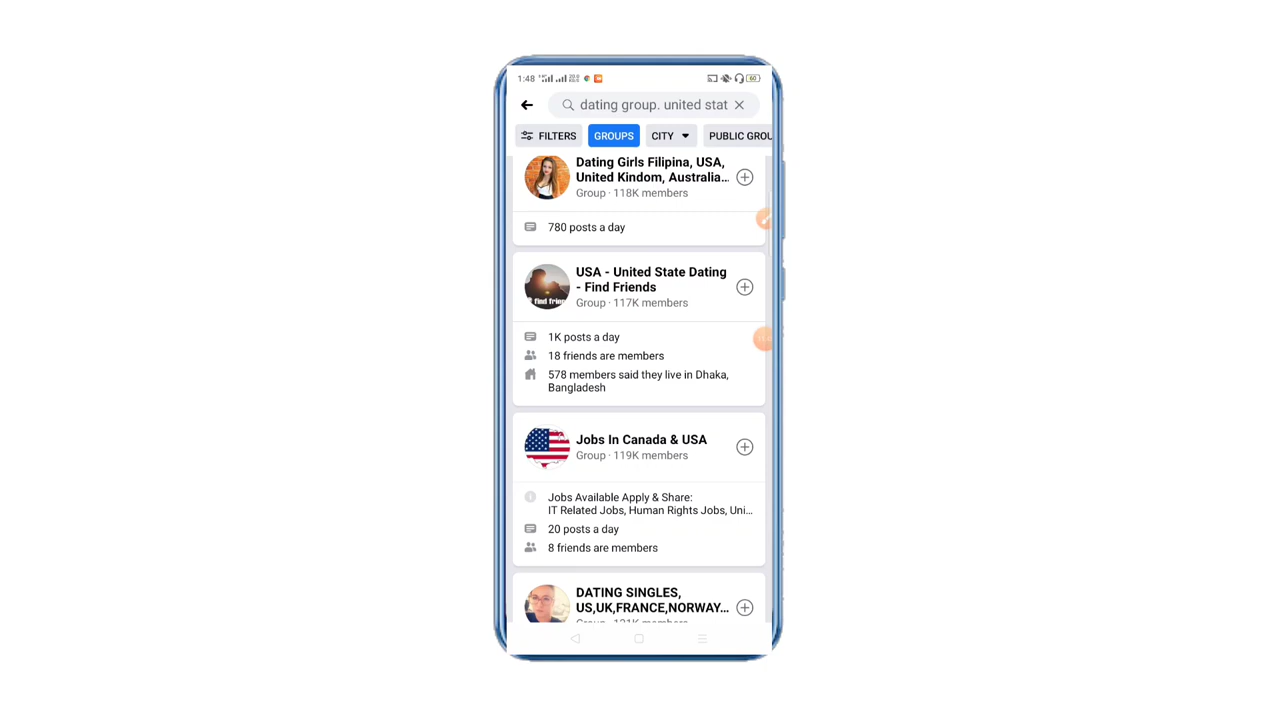 1:48
60
dating group. united stat
FILTERS
GROUPS
CITY
PUBLIC GROU
Dating Girls Filipina, USA,
United Kindom, Australia...
Group · 118K members
780 posts a day
USA - United State Dating
- Find Friends
Group · 117K members
1K posts a day
18 friends are members
578 members said they live in Dhaka,
Bangladesh
Jobs In Canada & USA
Group · 119K members
Jobs Available Apply & Share:
IT Related Jobs, Human Rights Jobs, Uni...
20 posts a day
8 friends are members
DATING SINGLES,
US,UK,FRANCE,NORWAY...